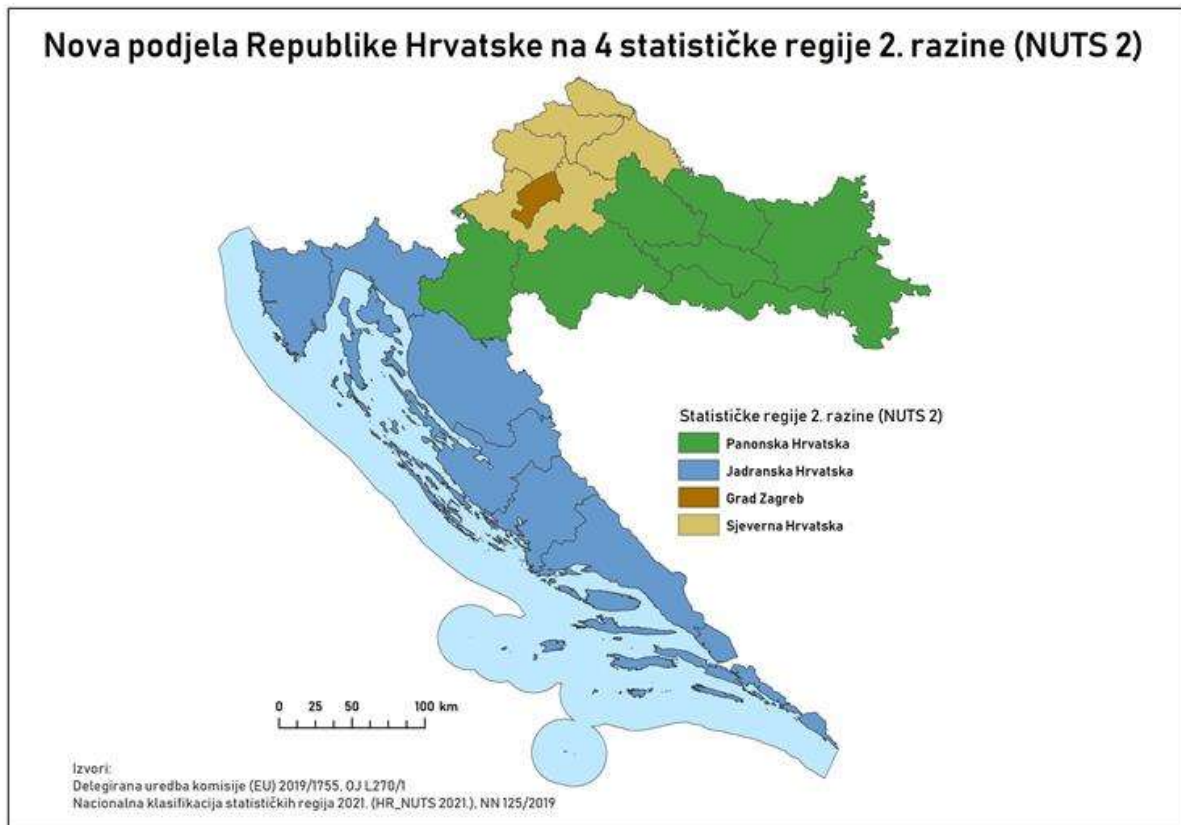 Nova podjela Republike Hrvatske na 4 statističke regije 2. razine (NUTS 2)
Statističke regije 2. razine (NUTS 2)
Panonska Hrvatska
Jadranska Hrvatska
Grad Zagreb
Sjeverna Hrvatska
0 25 50 100 km
Izvori:
Delegirana uredba komisije (EU) 2019/1755. OJ L270/1
Nacionalna klasifikacija statističkih regija 2021. (HR_NUTS 2021.), NN 125/2019